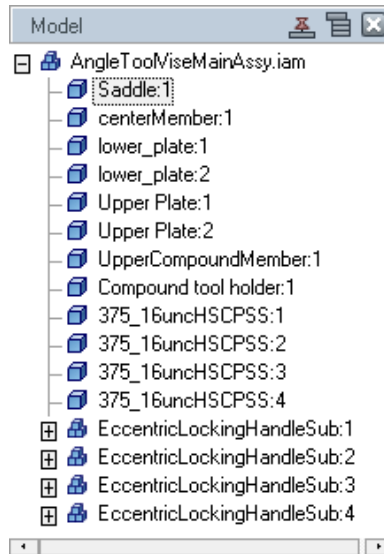 Model
AngleToolViseMainAssy.iam
Saddle:1
centerMember:1
lower_plate:1
lower_plate:2
Upper Plate:1
Upper Plate:2
UpperCompoundMember:1
Compound tool holder:1
375_16uncHSCPSS:1
375_16uncHSCPSS:2
375_16uncHSCPSS:3
375_16uncHSCPSS:4
EccentricLockingHandleSub:1
EccentricLockingHandleSub:2
EccentricLockingHandleSub:3
EccentricLockingHandleSub:4